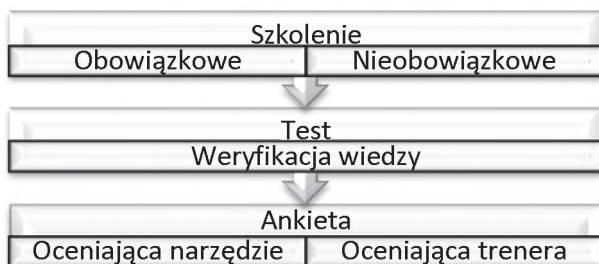 Szkolenie
Obowiązkowe Nieobowiązkowe
Test
Weryfikacja wiedzy
Ankieta
Oceniająca narzędzie Oceniająca trenera